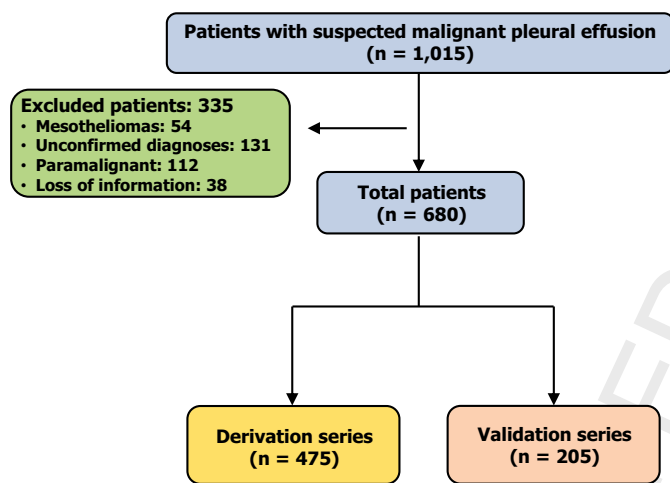 Patients with suspected malignant pleural effusion
(n = 1,015)
Excluded patients: 335
• Mesotheliomas: 54
• Unconfirmed diagnoses: 131
• Paramalignant: 112
• Loss of information: 38
Total patients
(n = 680)
Derivation series
(n = 475)
Validation series
(n = 205)